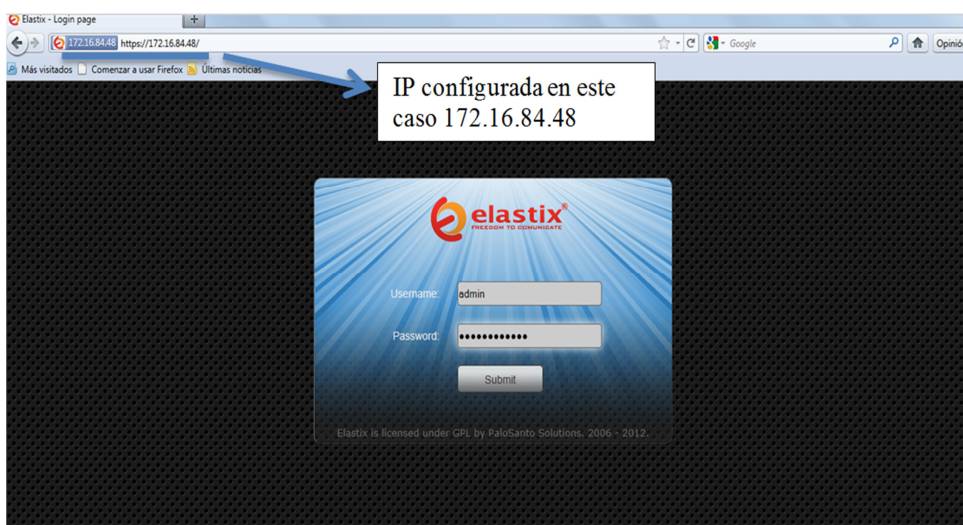 Elastix - Login page
172.16.84.48 https://172.16.84.48/
Google
Opinió
Más visitados Comenzar a usar Firefox Últimas noticias
IP configurada en este
caso 172.16.84.48
elastix®
FREEDOM TO COMUNICATE
Username: admin
Password: ●●●●●●●●●●●●
Submit
Elastix is licensed under GPL by PaloSanto Solutions. 2006 - 2012.